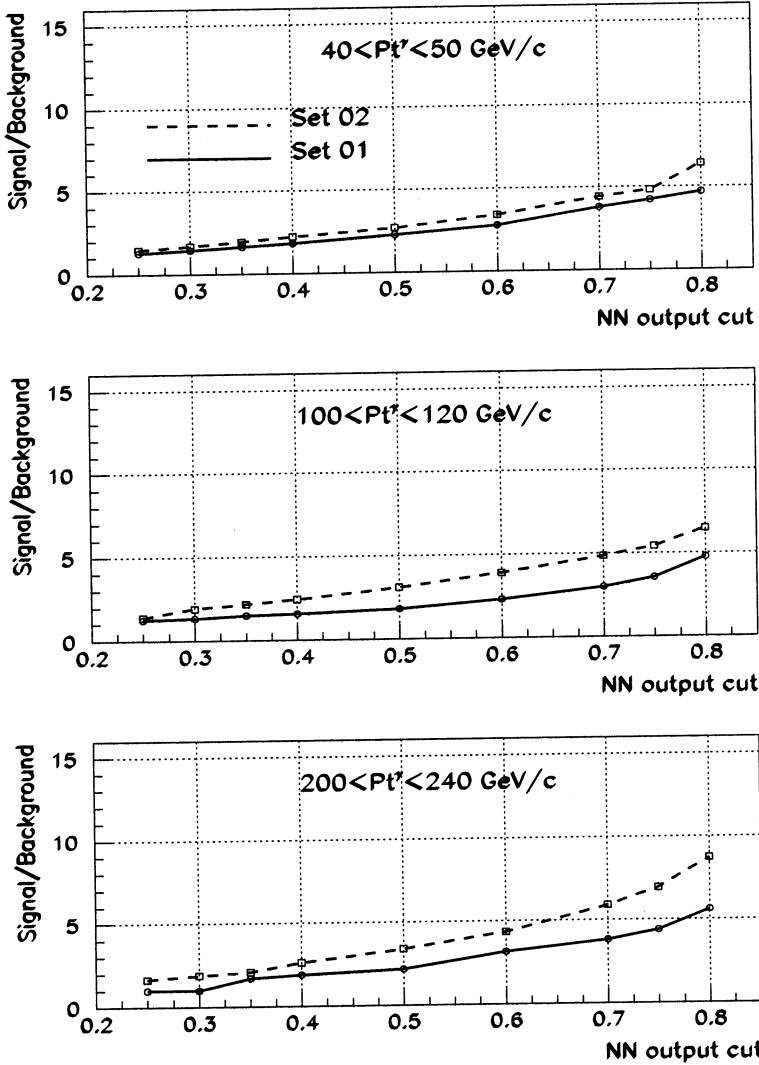 15
10
5
0
Signal/Background
40<Ptᵞ<50 GeV/c
Set 02
Set 01
0.2 0.3 0.4 0.5 0.6 0.7 0.8
NN output cut
15
10
5
0
Signal/Background
100<Ptᵞ<120 GeV/c
0.2 0.3 0.4 0.5 0.6 0.7 0.8
NN output cut
15
10
5
0
Signal/Background
200<Ptᵞ<240 GeV/c
0.2 0.3 0.4 0.5 0.6 0.7 0.8
NN output cut